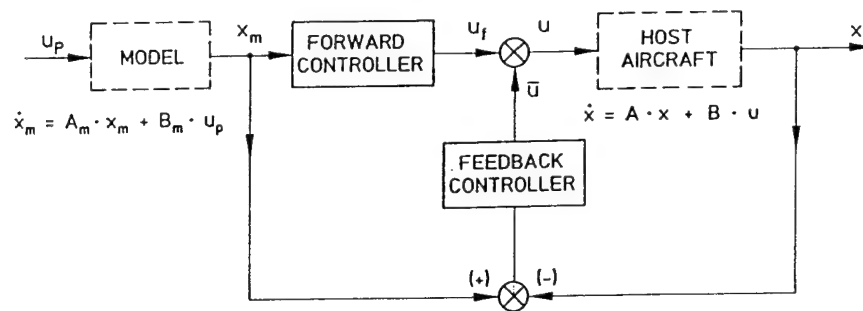 u_p
MODEL
x_m
FORWARD
CONTROLLER
u_f
u
HOST
AIRCRAFT
x
ẋ_m = A_m · x_m + B_m · u_p
ū
ẋ = A · x + B · u
FEEDBACK
CONTROLLER
(+)
(-)